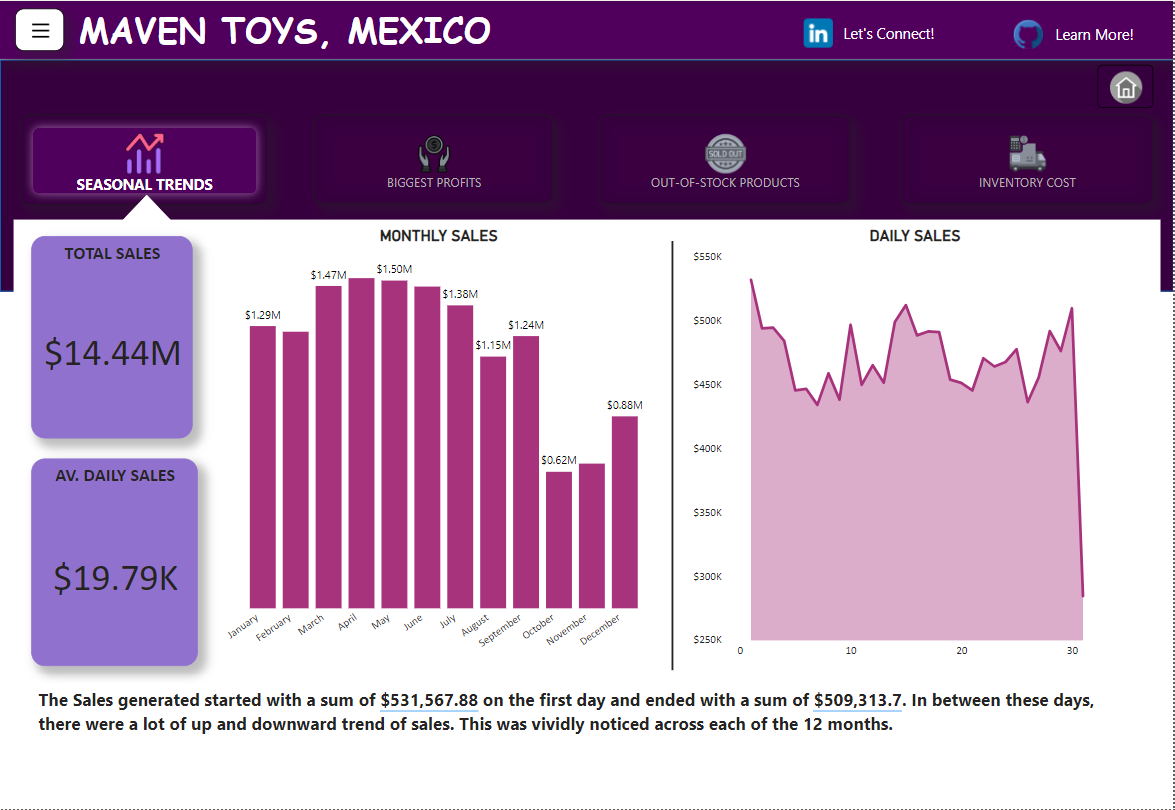 MAVEN TOYS, MEXICO
in
Let's Connect!
Learn More!
SEASONAL TRENDS
BIGGEST PROFITS
SOLD OUT
OUT-OF-STOCK PRODUCTS
INVENTORY COST
TOTAL SALES
$14.44M
AV. DAILY SALES
$19.79K
MONTHLY SALES
$1.29M
$1.47M
$1.50M
$1.38M
$1.15M
$1.24M
$0.62M
$0.88M
January
February
March
April
May
June
July
August
September
October
November
December
DAILY SALES
$550K
$500K
$450K
$400K
$350K
$300K
$250K
0
10
20
30
The Sales generated started with a sum of $531,567.88 on the first day and ended with a sum of $509,313.7. In between these days,
there were a lot of up and downward trend of sales. This was vividly noticed across each of the 12 months.